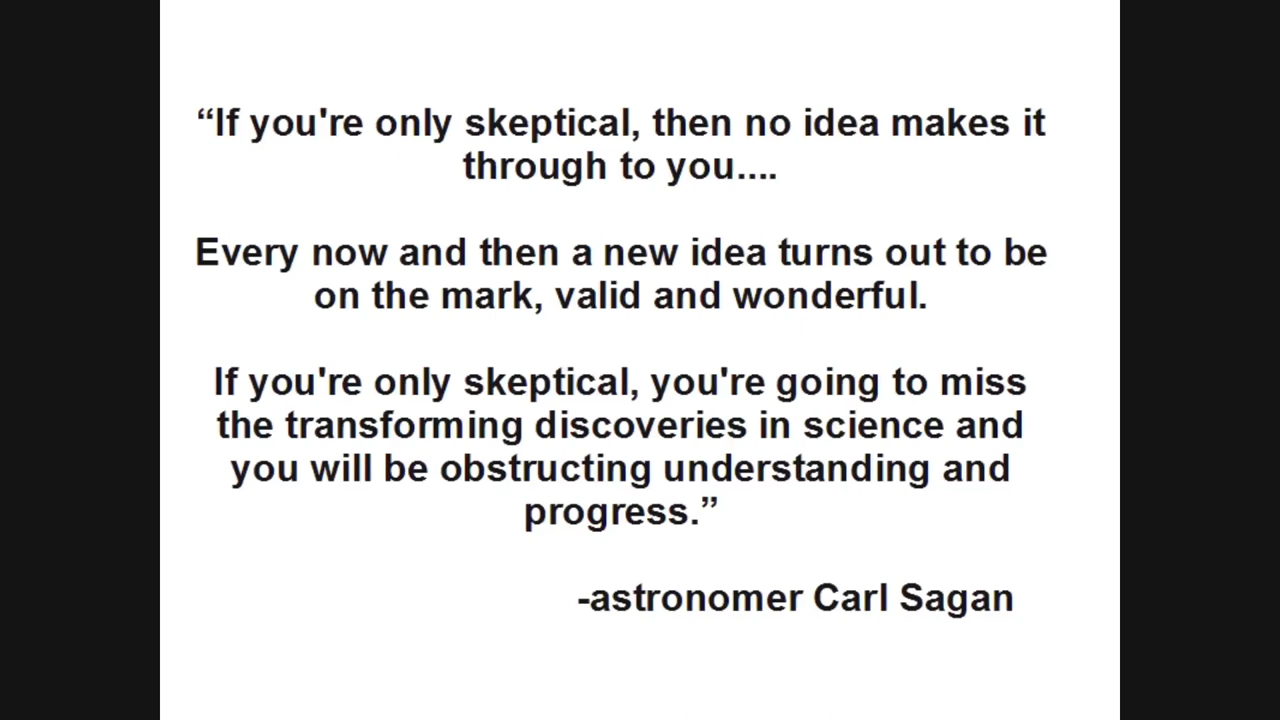 “If you're only skeptical, then no idea makes it
through to you....
Every now and then a new idea turns out to be
on the mark, valid and wonderful.
If you're only skeptical, you're going to miss
the transforming discoveries in science and
you will be obstructing understanding and
progress.”
-astronomer Carl Sagan